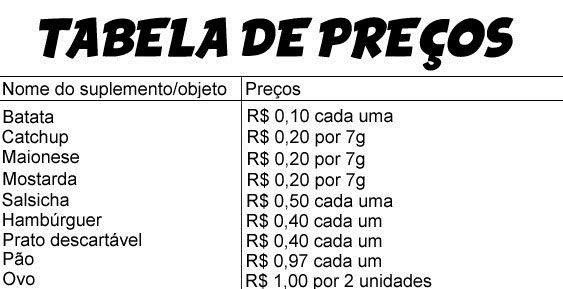 TABELA DE PREÇOS
Nome do suplemento/objeto Preços
Batata R$ 0,10 cada uma
Catchup R$ 0,20 por 7g
Maionese R$ 0,20 por 7g
Mostarda R$ 0,20 por 7g
Salsicha R$ 0,50 cada uma
Hambúrguer R$ 0,40 cada um
Prato descartável R$ 0,40 cada um
Pão R$ 0,97 cada um
Ovo R$ 1,00 por 2 unidades